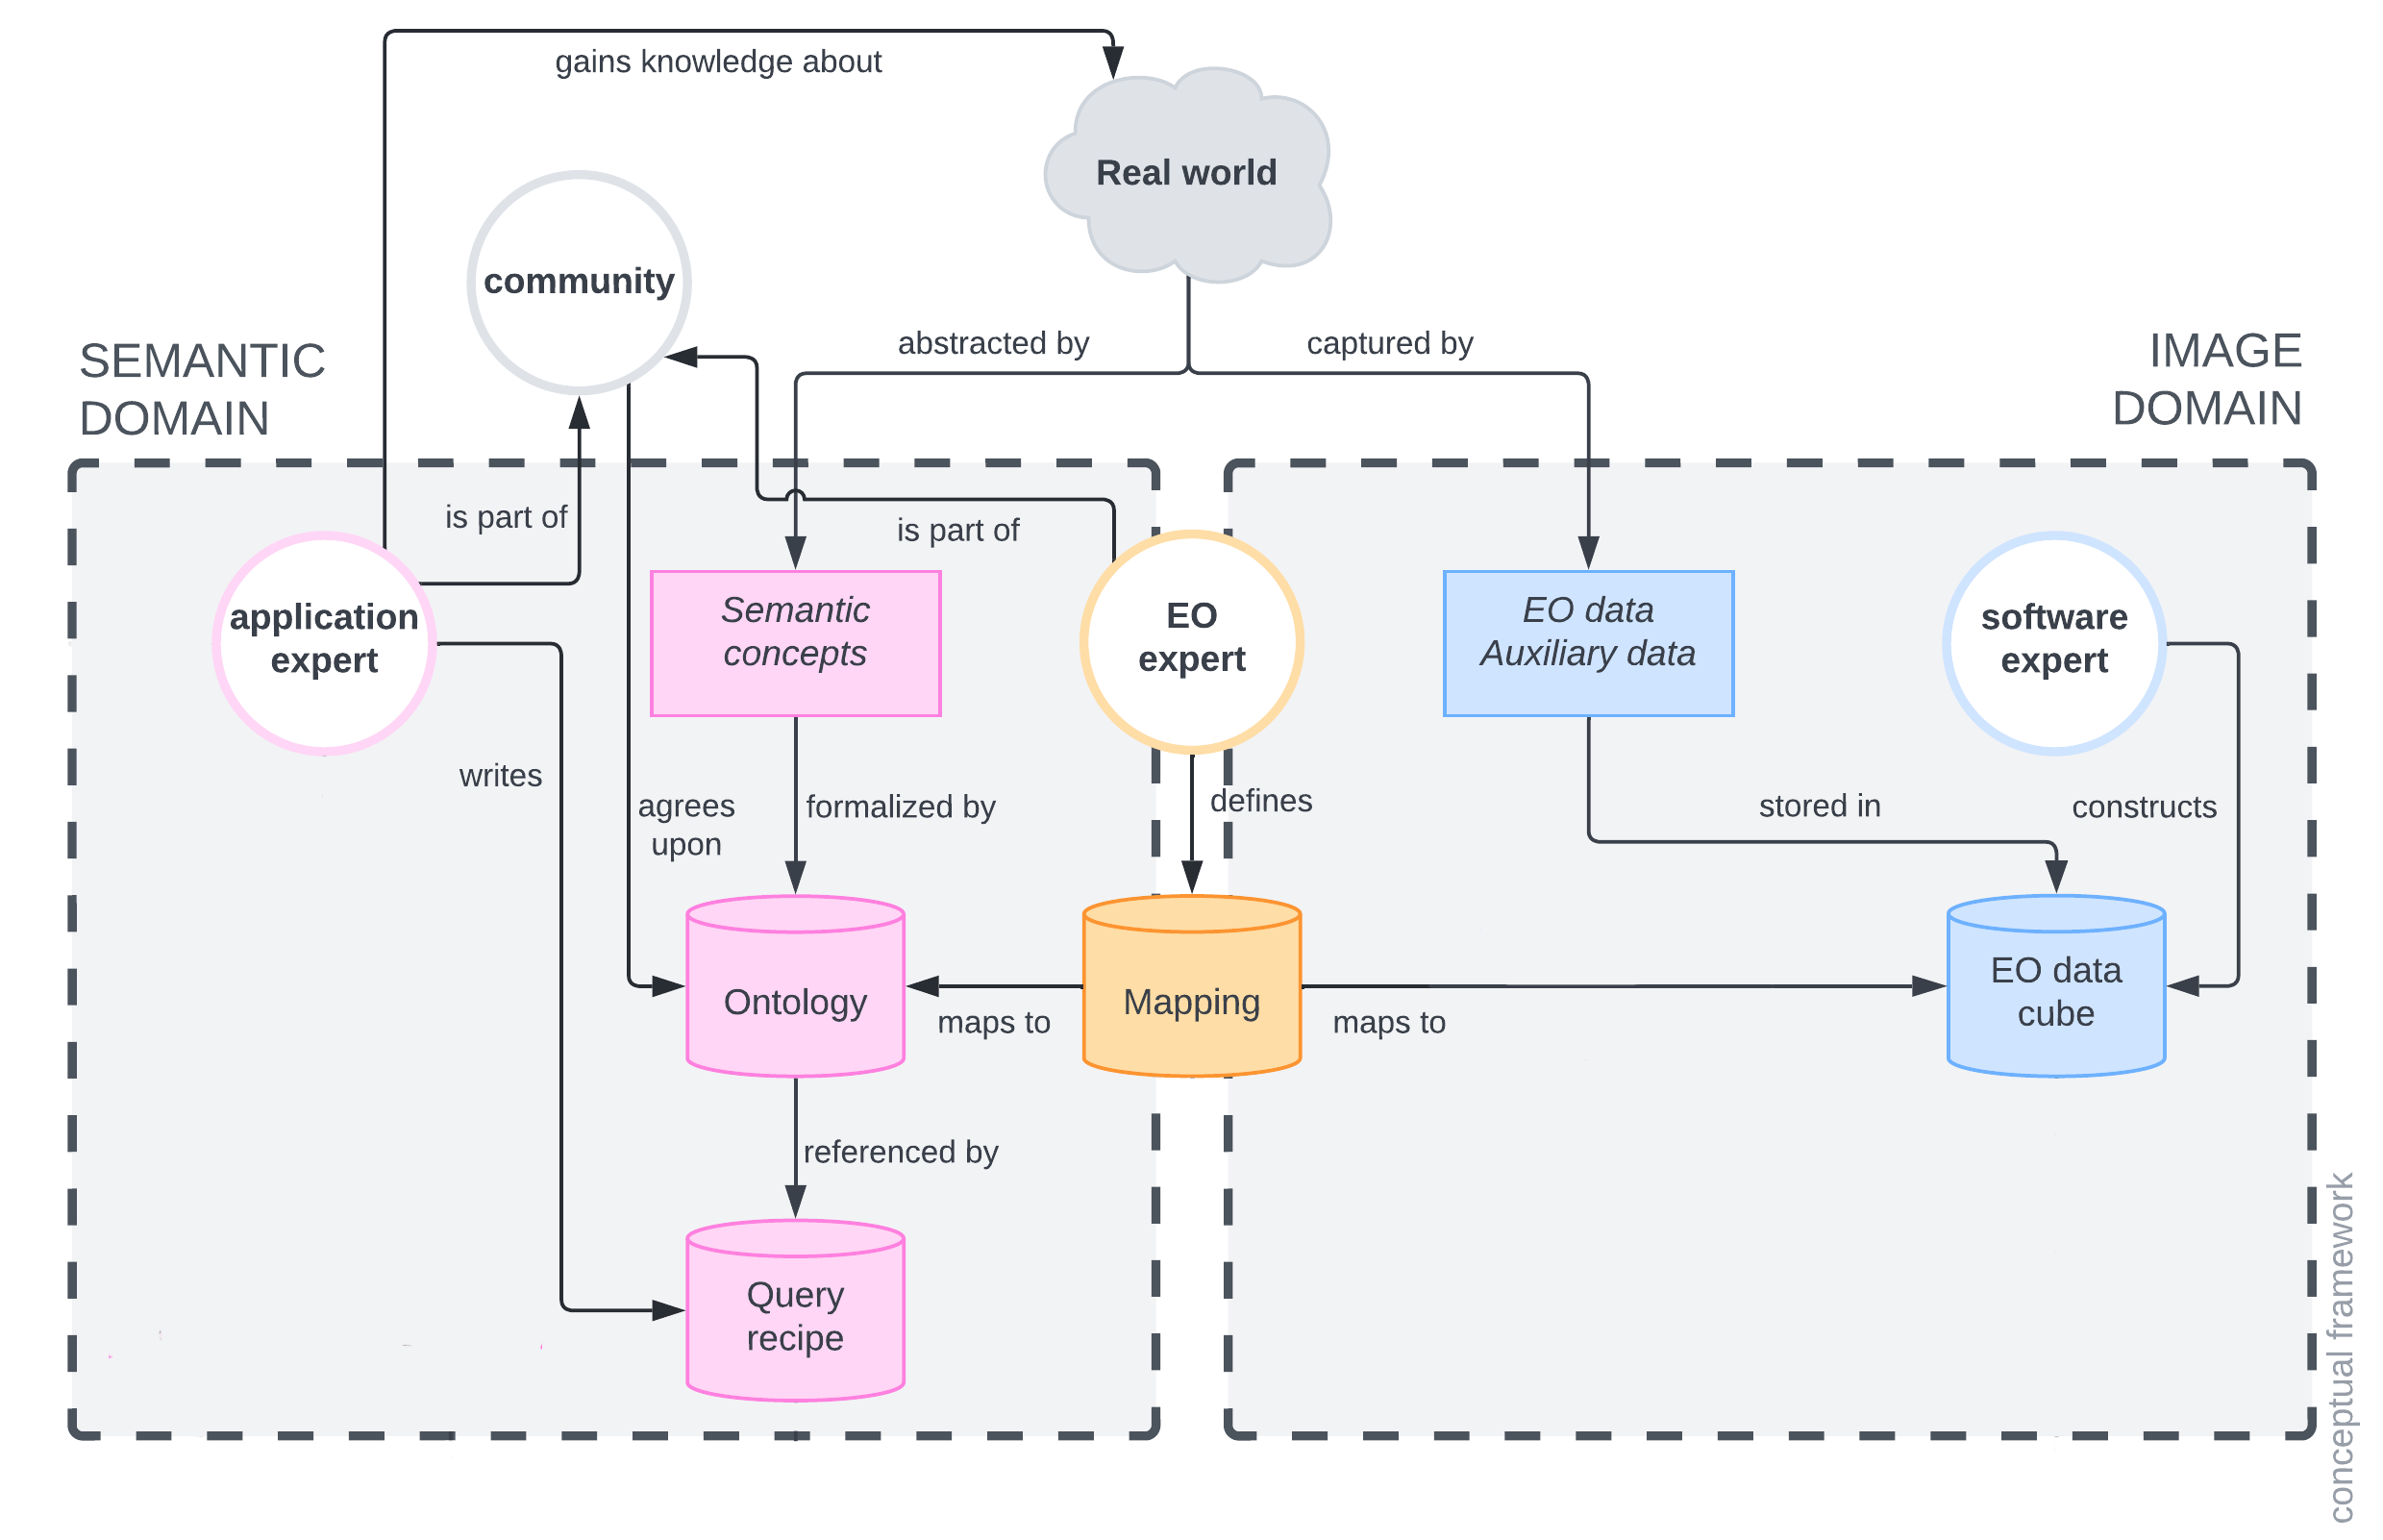 gains knowledge about
Real world
community
abstracted by
captured by
SEMANTIC
DOMAIN
IMAGE
DOMAIN
is part of
is part of
application
expert
Semantic
concepts
EO
expert
EO data
Auxiliary data
software
expert
writes
agrees
upon
formalized by
defines
stored in
constructs
Ontology
maps to
Mapping
maps to
EO data
cube
referenced by
Query
recipe
conceptual framework